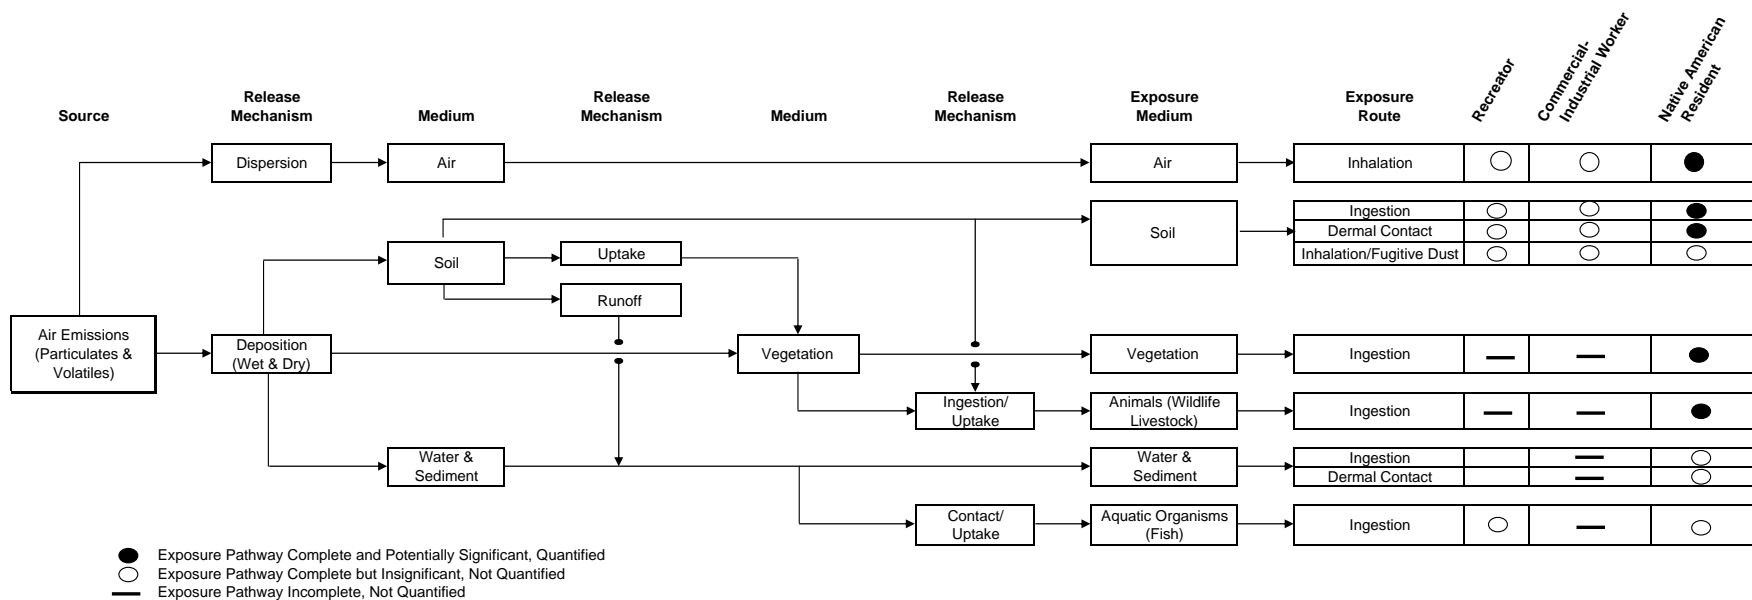 Source
Release
Mechanism
Medium
Release
Mechanism
Medium
Release
Mechanism
Exposure
Medium
Exposure
Route
Recreator
Commercial-
Industrial Worker
Native American
Resident
Dispersion
Air
Air
Inhalation
Soil
Ingestion
Dermal Contact
Inhalation/Fugitive Dust
Soil
Uptake
Runoff
Air Emissions
(Particulates &
Volatiles)
Deposition
(Wet & Dry)
Vegetation
Vegetation
Ingestion
Ingestion/
Uptake
Animals (Wildlife
Livestock)
Ingestion
Water &
Sediment
Water &
Sediment
Ingestion
Dermal Contact
Contact/
Uptake
Aquatic Organisms
(Fish)
Ingestion
Exposure Pathway Complete and Potentially Significant, Quantified
Exposure Pathway Complete but Insignificant, Not Quantified
Exposure Pathway Incomplete, Not Quantified